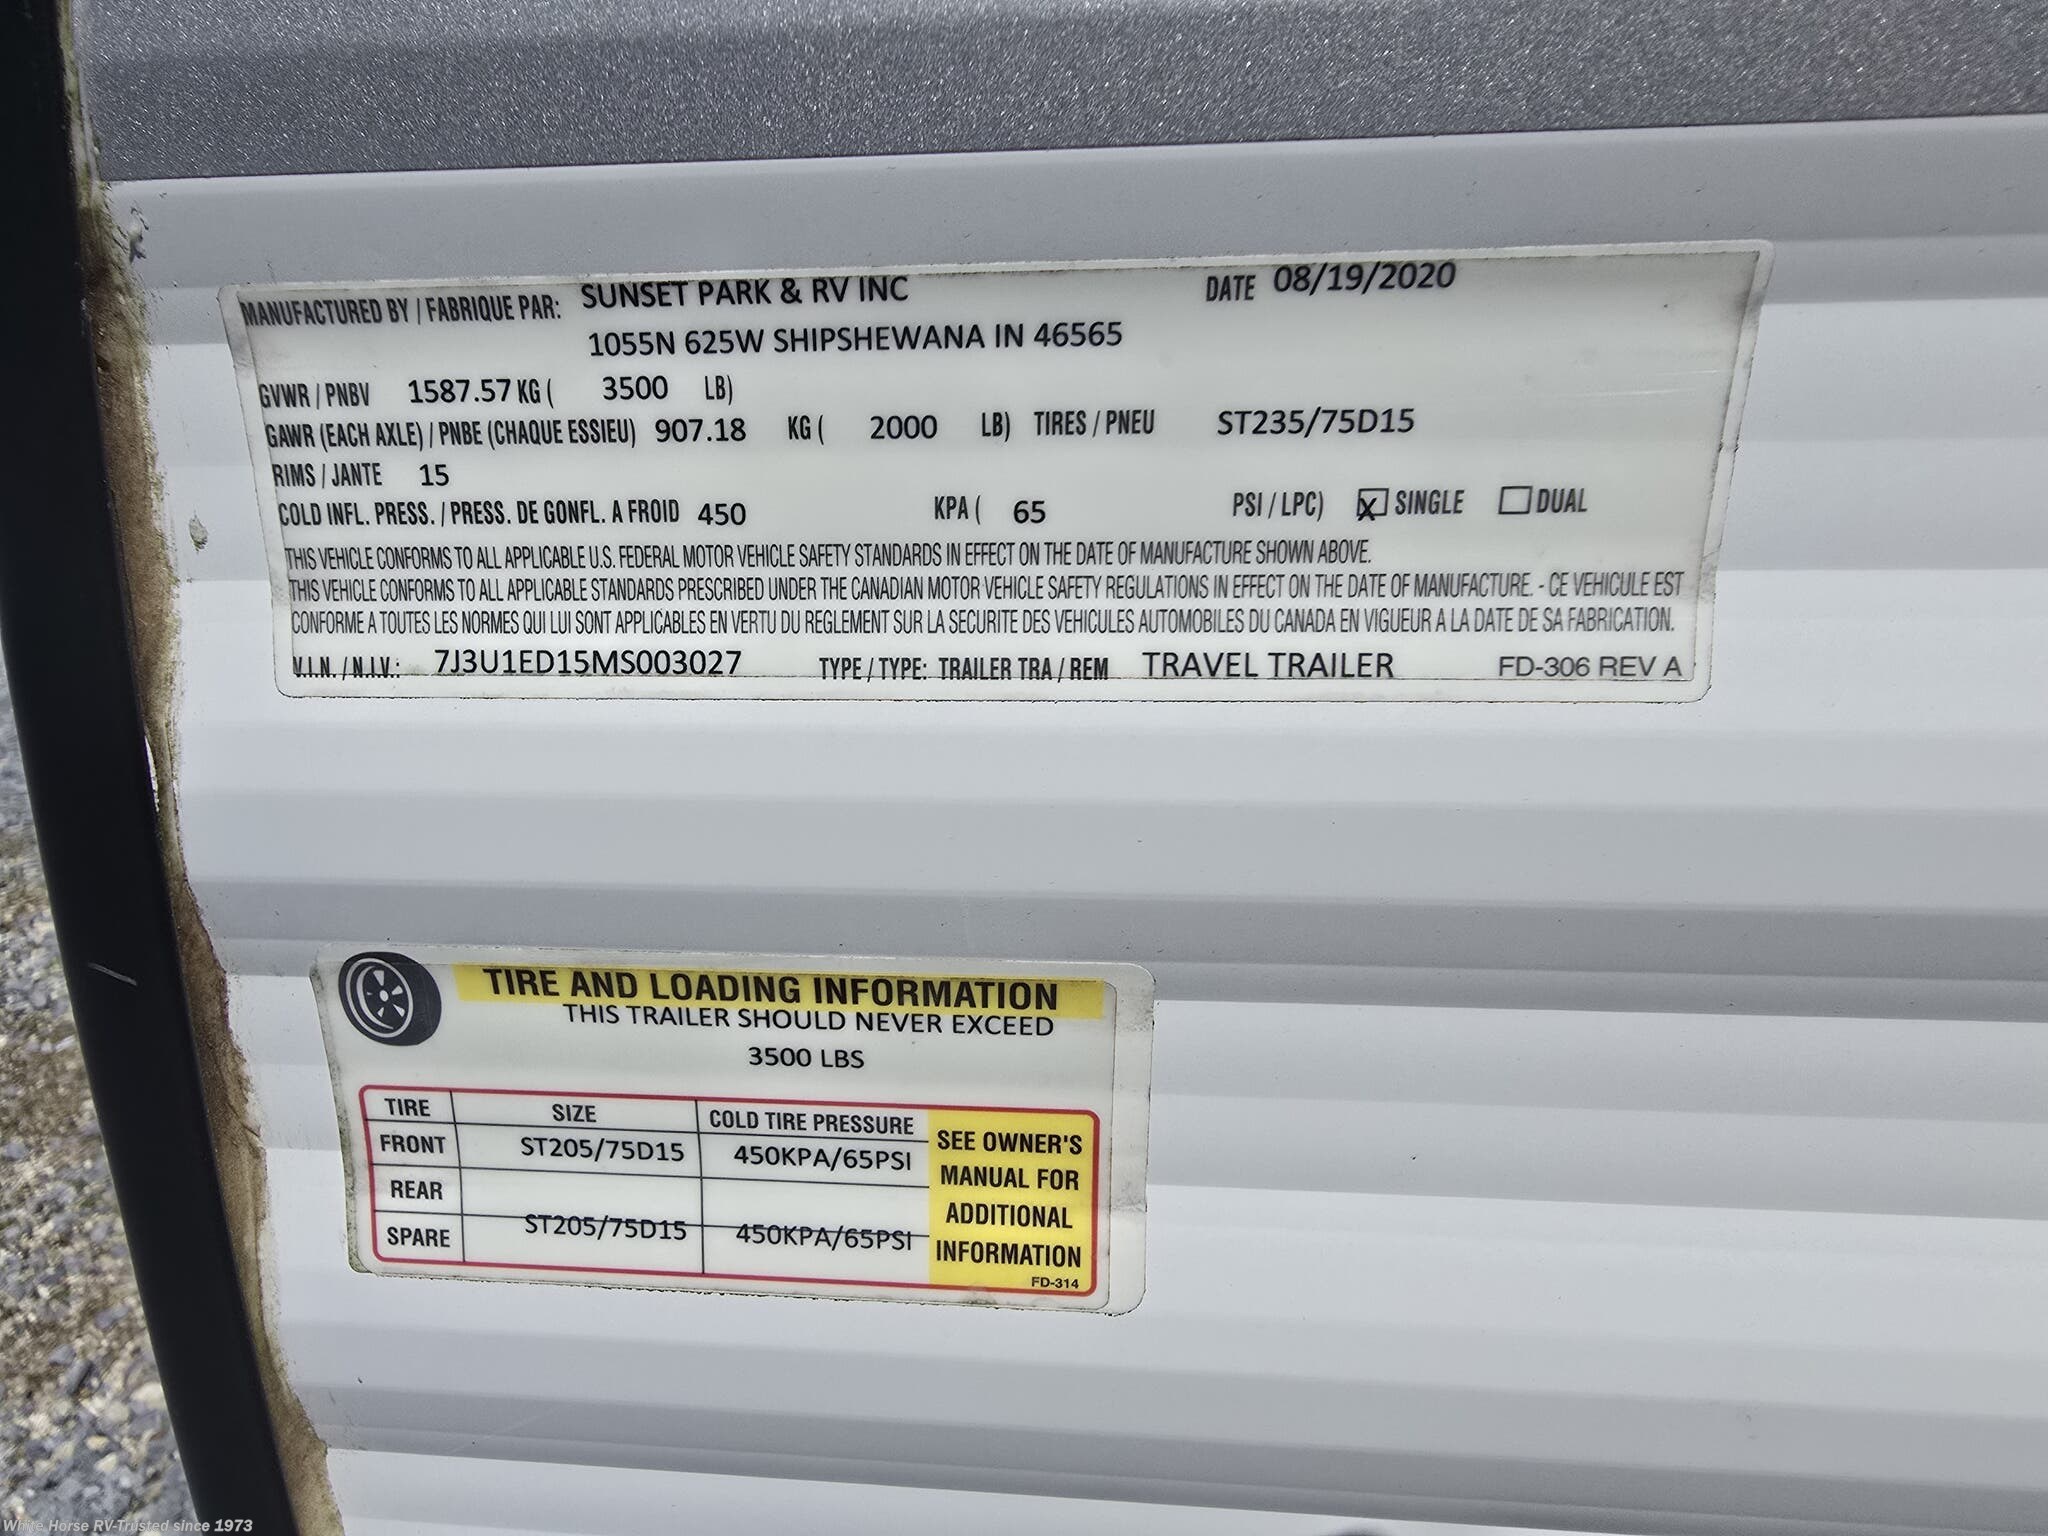 MANUFACTURED BY / FABRIQUE PAR: SUNSET PARK & RV INC DATE 08/19/2020
1055N 625W SHIPSHEWANA IN 46565
GVWR / PNBV 1587.57 KG ( 3500 LB)
GAWR (EACH AXLE) / PNBE (CHAQUE ESSIEU) 907.18 KG ( 2000 LB) TIRES / PNEU ST235/75D15
RIMS / JANTE 15
COLD INFL. PRESS. / PRESS. DE GONFL. A FROID 450 KPA ( 65 PSI / LPC) X SINGLE DUAL
THIS VEHICLE CONFORMS TO ALL APPLICABLE U.S. FEDERAL MOTOR VEHICLE SAFETY STANDARDS IN EFFECT ON THE DATE OF MANUFACTURE SHOWN ABOVE.
THIS VEHICLE CONFORMS TO ALL APPLICABLE STANDARDS PRESCRIBED UNDER THE CANADIAN MOTOR VEHICLE SAFETY REGULATIONS IN EFFECT ON THE DATE OF MANUFACTURE. - CE VEHICULE EST
CONFORME A TOUTES LES NORMES QUI LUI SONT APPLICABLES EN VERTU DU REGLEMENT SUR LA SECURITE DES VEHICULES AUTOMOBILES DU CANADA EN VIGUEUR A LA DATE DE SA FABRICATION.
V.I.N. / N.I.V.: 7J3U1ED15MS003027 TYPE / TYPE: TRAILER TRA / REM TRAVEL TRAILER FD-306 REV A
TIRE AND LOADING INFORMATION
THIS TRAILER SHOULD NEVER EXCEED
3500 LBS
TIRE SIZE COLD TIRE PRESSURE
FRONT ST205/75D15 450KPA/65PSI
REAR
SPARE ST205/75D15 450KPA/65PSI
SEE OWNER'S
MANUAL FOR
ADDITIONAL
INFORMATION
FD-314
White Horse RV-Trusted since 1973